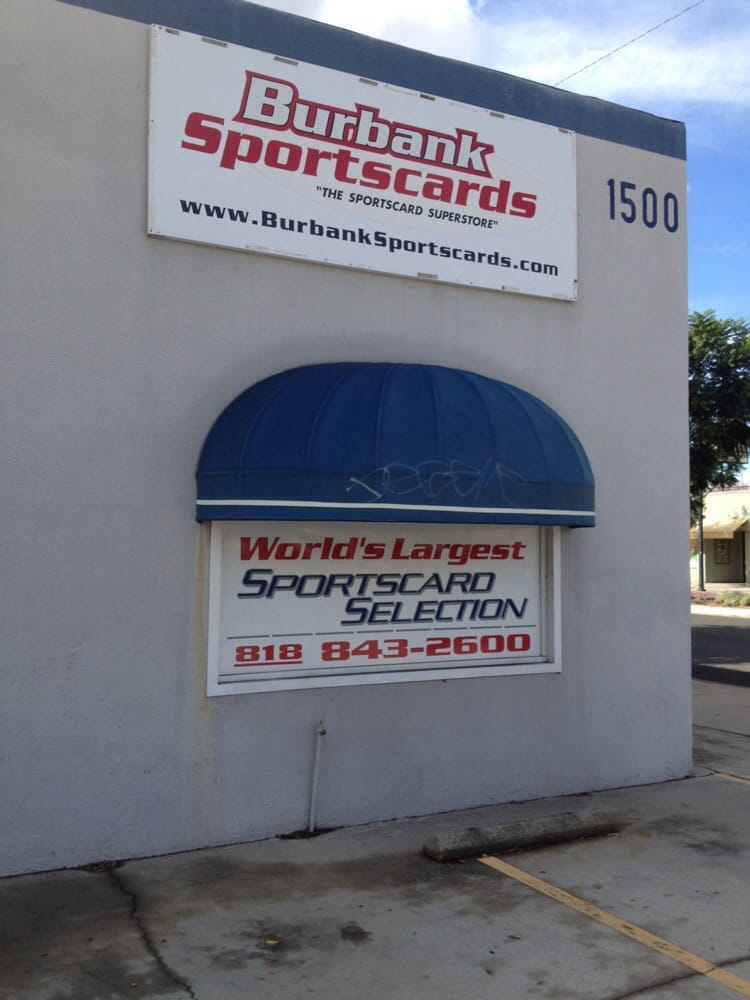 Burbank
Sportscards
"THE SPORTSCARD SUPERSTORE"
www.BurbankSportscards.com
1500
World's Largest
SPORTSCARD
SELECTION
818 843-2600